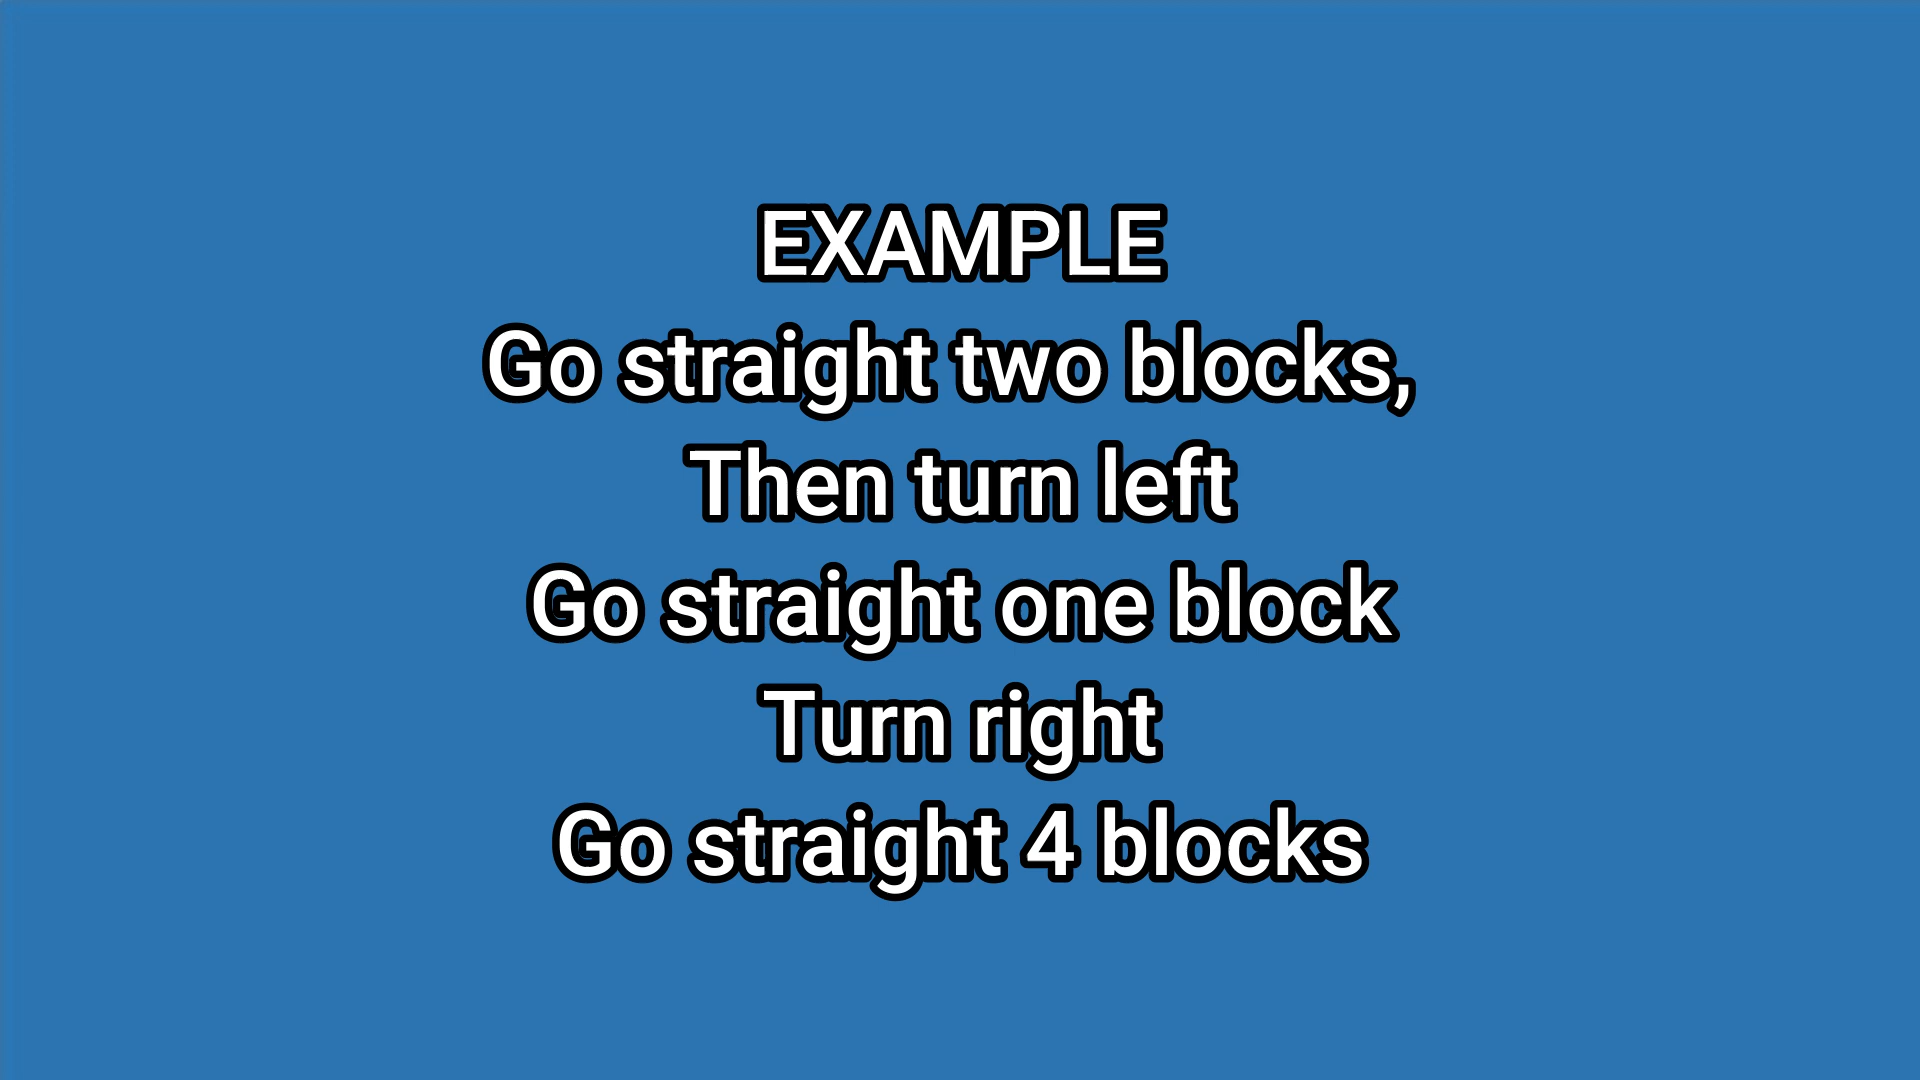 EXAMPLE
Go straight two blocks,
Then turn left
Go straight one block
Turn right
Go straight 4 blocks